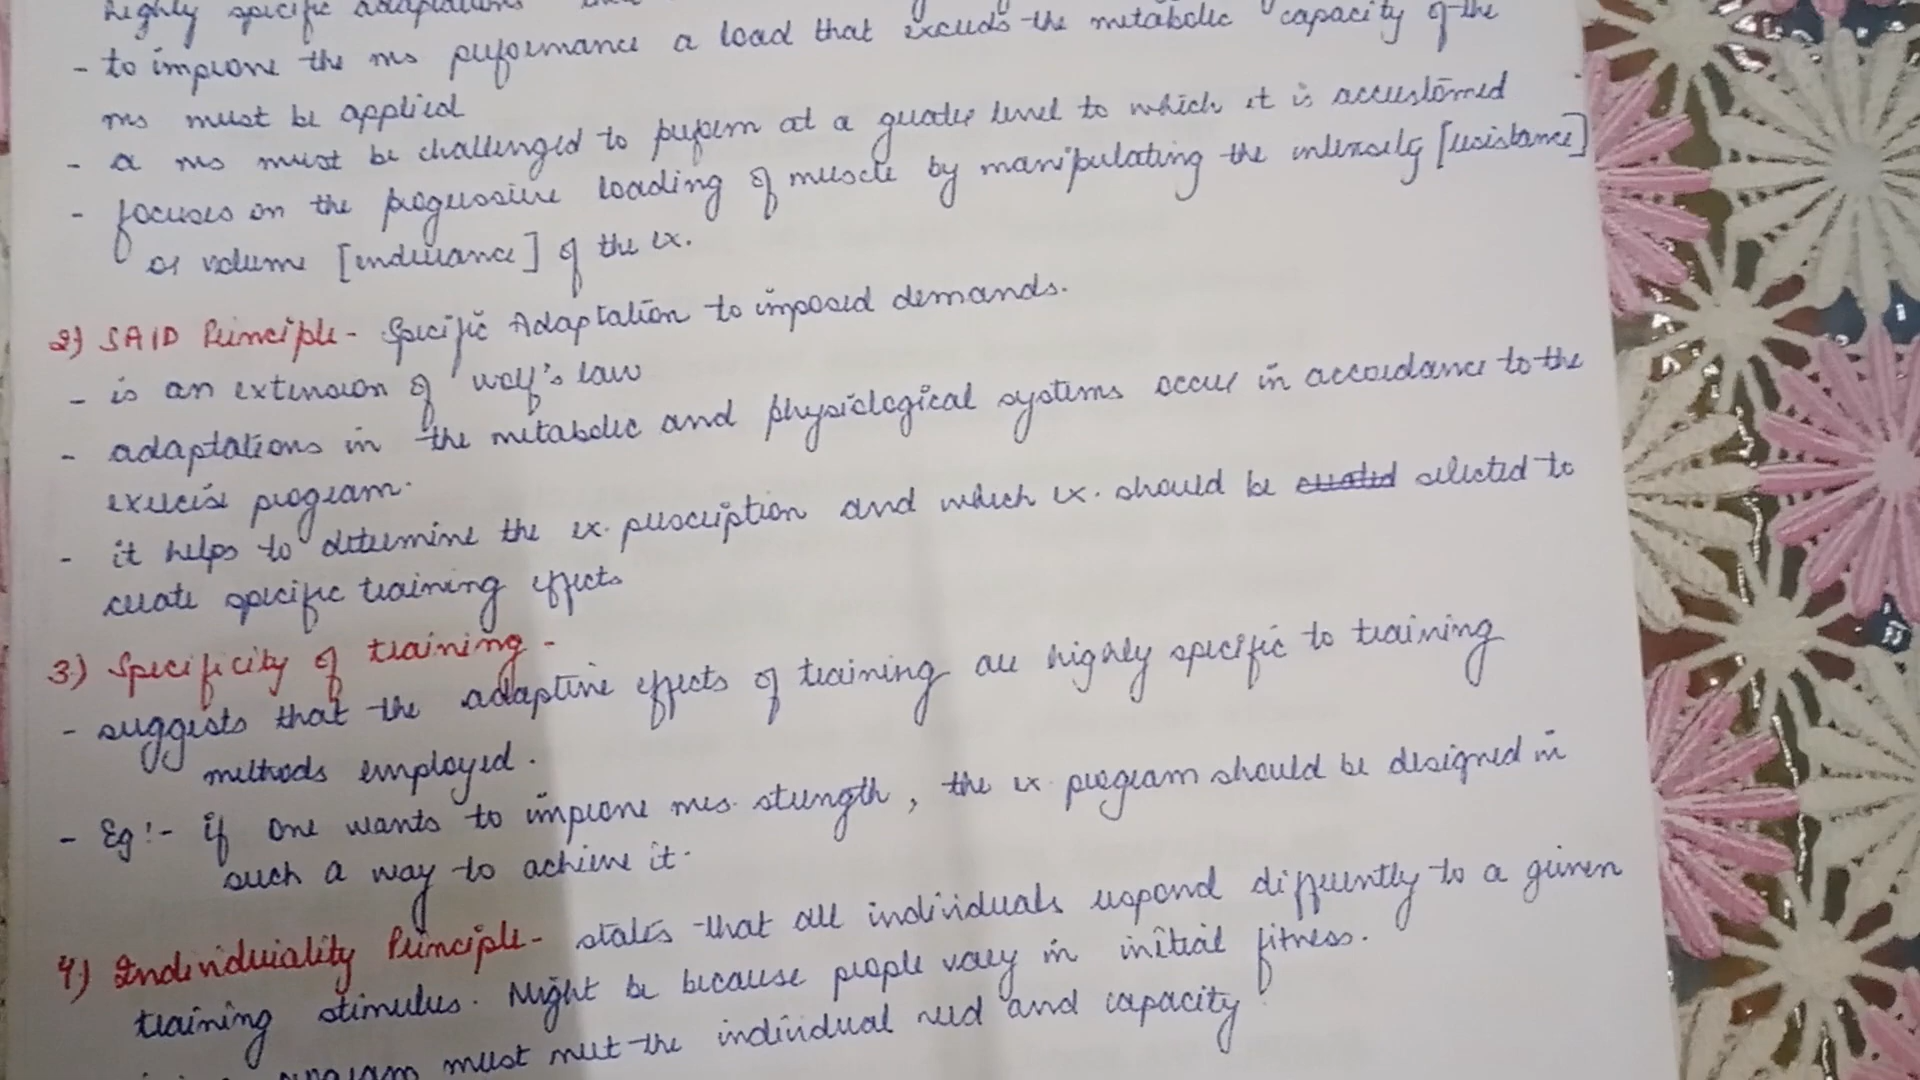 highly specific adaptations
- to improve the ms performance a load that exceeds the metabolic capacity of the
ms must be applied
- a ms must be challenged to perform at a greater level to which it is accustomed
- focuses on the progressive loading of muscle by manipulating the intensity [resistance]
or volume [endurance] of the ex.
2) SAID Principle - Specific Adaptation to imposed demands.
- is an extension of wolf's law
- adaptations in the metabolic and physiological systems occur in accordance to the
exercise program.
- it helps to determine the ex. prescription and which ex. should be created selected to
create specific training effects
3.) Specificity of training -
- suggests that the adaptive effects of training are highly specific to training
methods employed.
- Eg:- if one wants to improve mus. strength, the ex program should be designed in
such a way to achieve it.
4.) Individuality Principle - states that all individuals respond differently to a given
training stimulus. Might be because people vary in initial fitness.
program must meet the individual need and capacity